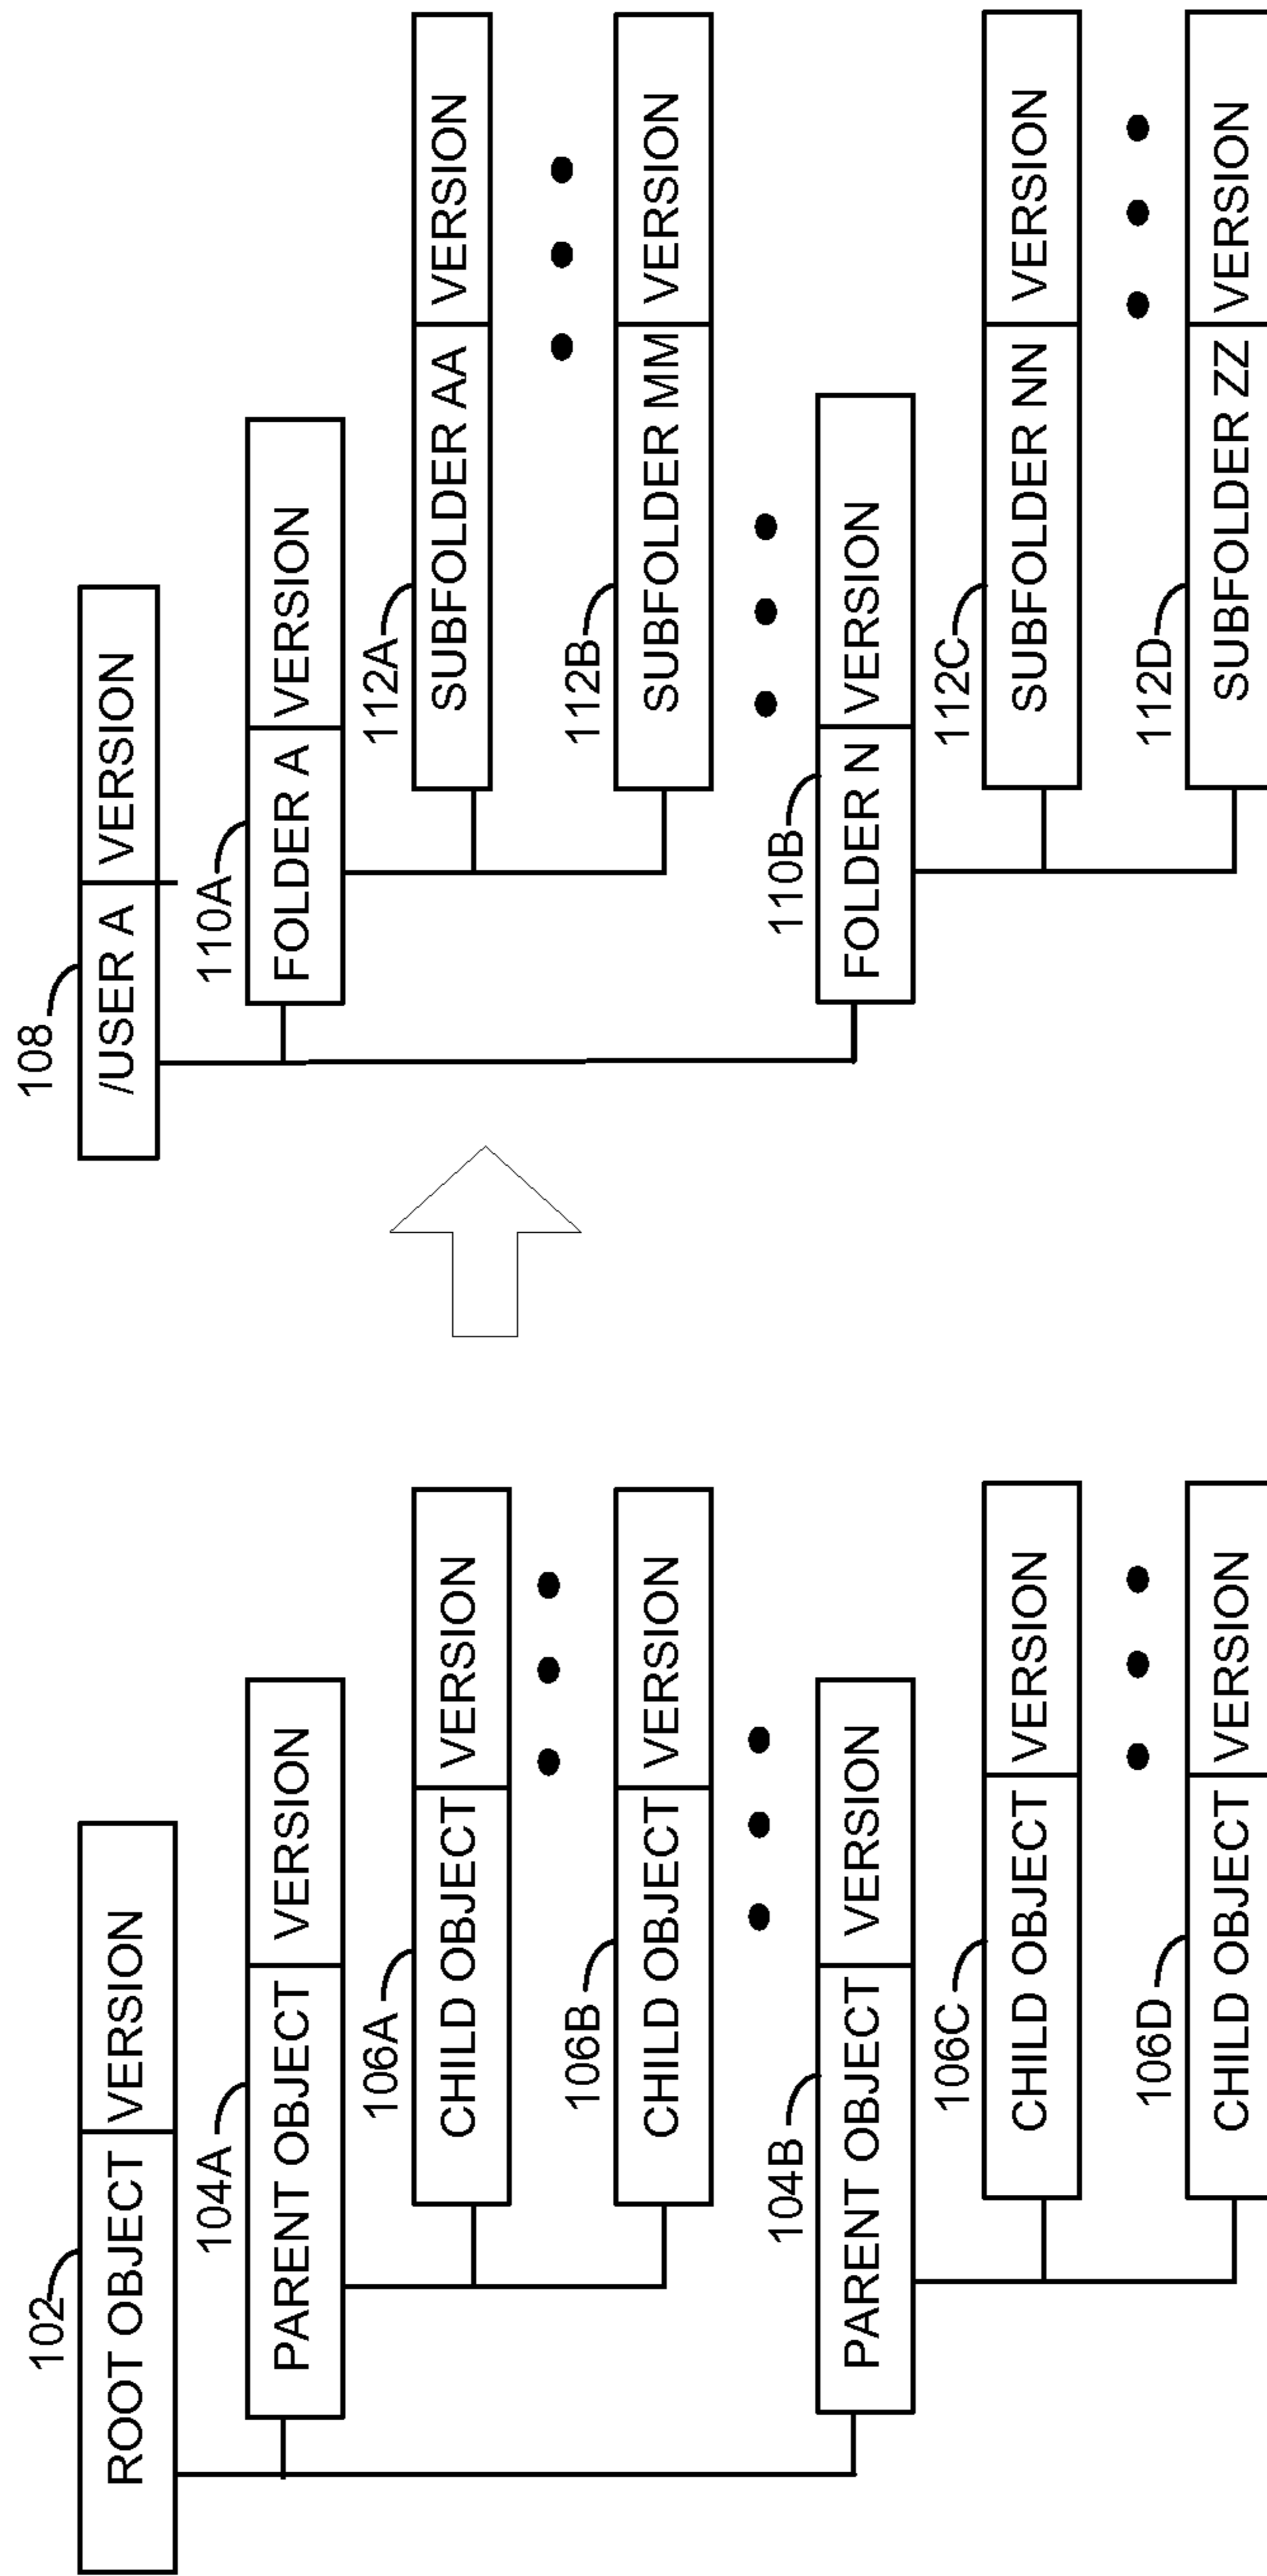 102
ROOT OBJECT VERSION
104A
PARENT OBJECT VERSION
106A
CHILD OBJECT VERSION
106B
CHILD OBJECT VERSION
104B
PARENT OBJECT VERSION
106C
CHILD OBJECT VERSION
106D
CHILD OBJECT VERSION
108
/USER A VERSION
110A
FOLDER A VERSION
112A
SUBFOLDER AA VERSION
112B
SUBFOLDER MM VERSION
110B
FOLDER N VERSION
112C
SUBFOLDER NN VERSION
112D
SUBFOLDER ZZ VERSION